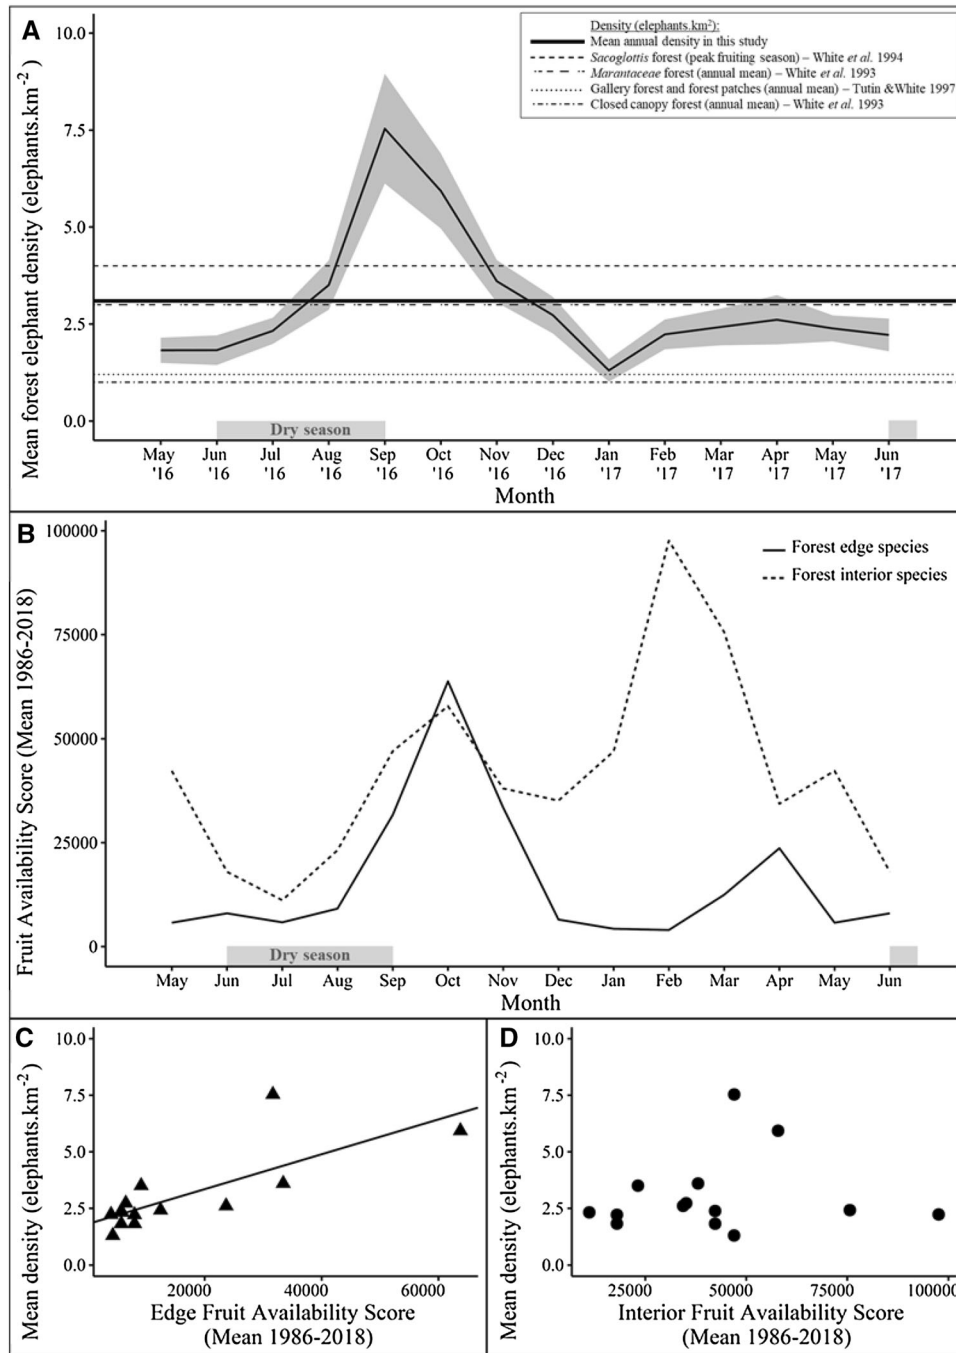 A
Mean forest elephant density (elephants.km-2)
10.0
7.5
5.0
2.5
0.0
Density (elephants.km2):
Mean annual density in this study
Sacoglottis forest (peak fruiting season) – White et al. 1994
Marantaceae forest (annual mean) – White et al. 1993
Gallery forest and forest patches (annual mean) – Tutin &White 1997
Closed canopy forest (annual mean) – White et al. 1993
Dry season
May Jun Jul Aug Sep Oct Nov Dec Jan Feb Mar Apr May Jun
'16 '16 '16 '16 '16 '16 '16 '16 '17 '17 '17 '17 '17 '17
Month
B
Fruit Availability Score (Mean 1986-2018)
100000
75000
50000
25000
0
Forest edge species
Forest interior species
Dry season
May Jun Jul Aug Sep Oct Nov Dec Jan Feb Mar Apr May Jun
Month
C
Mean density (elephants.km-2)
10.0
7.5
5.0
2.5
0.0
20000 40000 60000
Edge Fruit Availability Score
(Mean 1986-2018)
D
Mean density (elephants.km-2)
10.0
7.5
5.0
2.5
0.0
25000 50000 75000 100000
Interior Fruit Availability Score
(Mean 1986-2018)